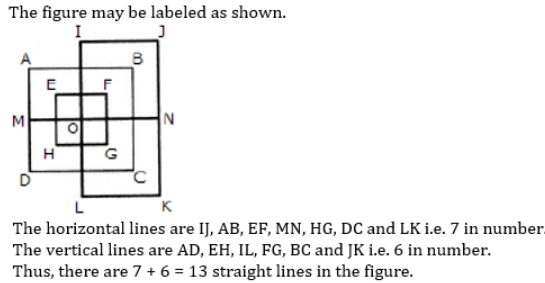 The figure may be labeled as shown.
I J
A B
E F
M O N
H G
D C
L K
The horizontal lines are IJ, AB, EF, MN, HG, DC and LK i.e. 7 in number.
The vertical lines are AD, EH, IL, FG, BC and JK i.e. 6 in number.
Thus, there are 7 + 6 = 13 straight lines in the figure.